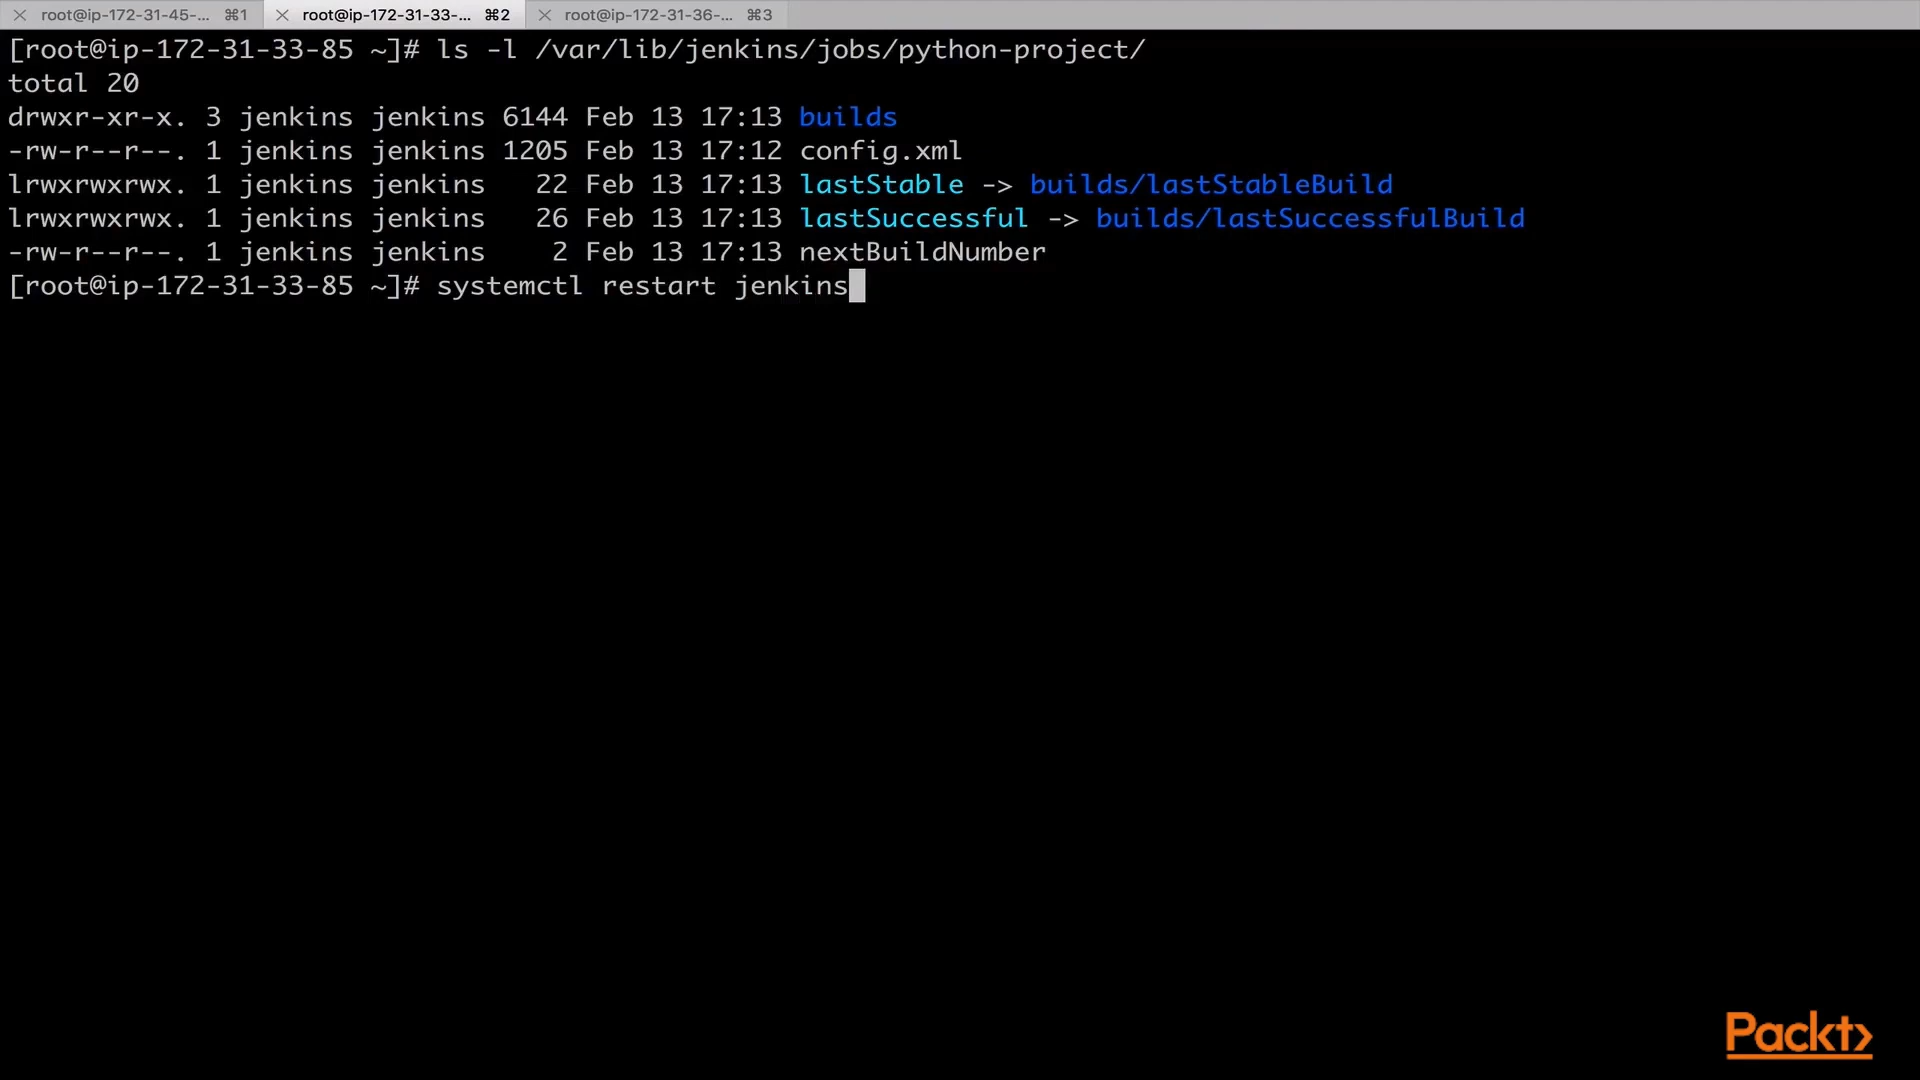 root@ip-172-31-45-... ⌘1 root@ip-172-31-33-... ⌘2 root@ip-172-31-36-... ⌘3
[root@ip-172-31-33-85 ~]# ls -l /var/lib/jenkins/jobs/python-project/
total 20
drwxr-xr-x. 3 jenkins jenkins 6144 Feb 13 17:13 builds
-rw-r--r--. 1 jenkins jenkins 1205 Feb 13 17:12 config.xml
lrwxrwxrwx. 1 jenkins jenkins   22 Feb 13 17:13 lastStable -> builds/lastStableBuild
lrwxrwxrwx. 1 jenkins jenkins   26 Feb 13 17:13 lastSuccessful -> builds/lastSuccessfulBuild
-rw-r--r--. 1 jenkins jenkins    2 Feb 13 17:13 nextBuildNumber
[root@ip-172-31-33-85 ~]# systemctl restart jenkins
Packt>